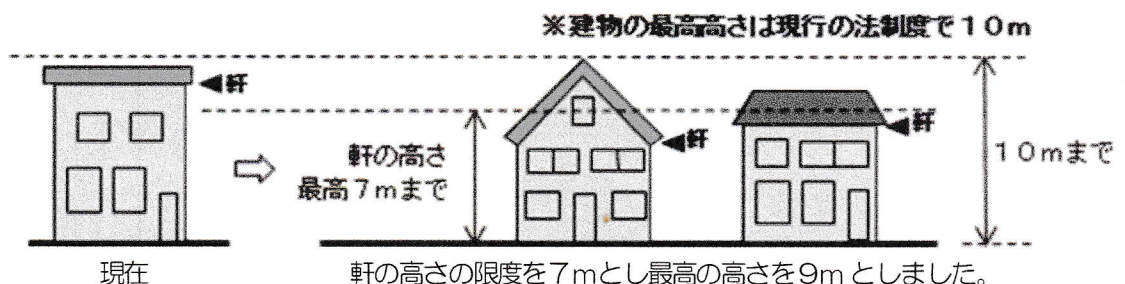 ※建物の最高高さは現行の法制度で１０ｍ
◀軒
軒の高さ
最高７ｍまで
◀軒
◀軒
１０ｍまで
現在
軒の高さの限度を７ｍとし最高の高さを９ｍとしました。